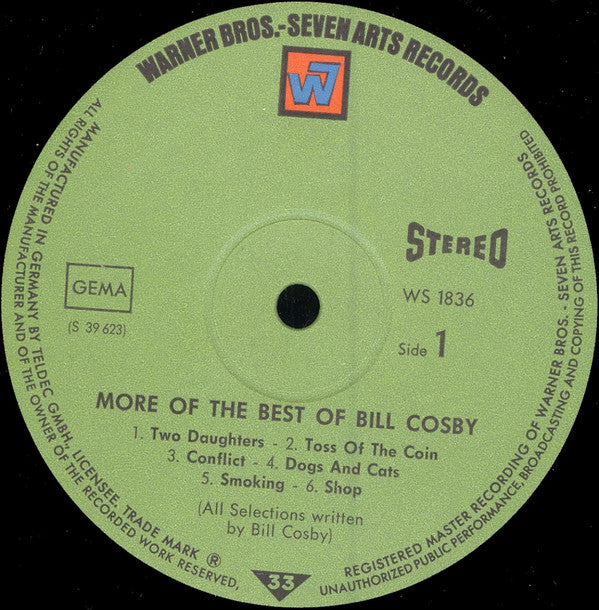 WARNER BROS.-SEVEN ARTS RECORDS
W7
STEREO
WS 1836
Side 1
GEMA
(S 39 623)
MORE OF THE BEST OF BILL COSBY
1. Two Daughters - 2. Toss Of The Coin
3. Conflict - 4. Dogs And Cats
5. Smoking - 6. Shop
(All Selections written
by Bill Cosby)
33
MANUFACTURED IN GERMANY BY TELDEC GMBH., LICENSEE. TRADE MARK ® REGISTERED MASTER RECORDING OF WARNER BROS. - SEVEN ARTS RECORDS
ALL RIGHTS OF THE MANUFACTURER AND OF THE OWNER OF THE RECORDED WORK RESERVED, UNAUTHORIZED PUBLIC PERFORMANCE, BROADCASTING AND COPYING OF THIS RECORD PROHIBITED